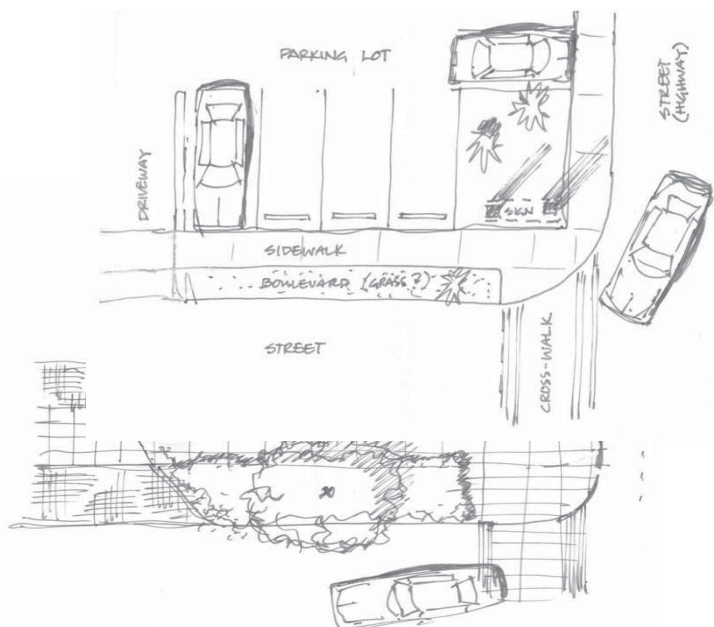 PARKING LOT
STREET
(HIGHWAY)
DRIVEWAY
SIGN
SIDEWALK
BOULEVARD (GRASS?)
STREET
CROSS-WALK